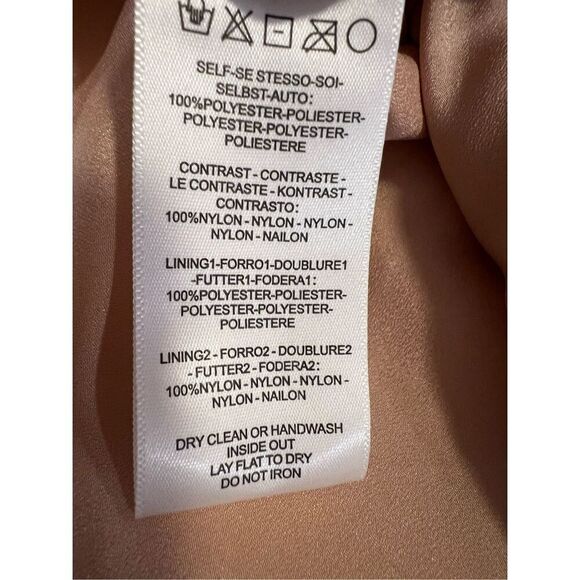 SELF-SE STESSO-SOI-
SELBST-AUTO:
100%POLYESTER-POLIESTER-
POLYESTER-POLYESTER-
POLIESTERE
CONTRAST - CONTRASTE -
LE CONTRASTE - KONTRAST -
CONTRASTO:
100%NYLON - NYLON - NYLON -
NYLON - NAILON
LINING1-FORRO1-DOUBLURE1
-FUTTER1-FODERA1:
100%POLYESTER-POLIESTER-
POLYESTER-POLYESTER-
POLIESTERE
LINING2 - FORRO2 - DOUBLURE2
- FUTTER2 - FODERA2:
100%NYLON - NYLON - NYLON -
NYLON - NAILON
DRY CLEAN OR HANDWASH
INSIDE OUT
LAY FLAT TO DRY
DO NOT IRON